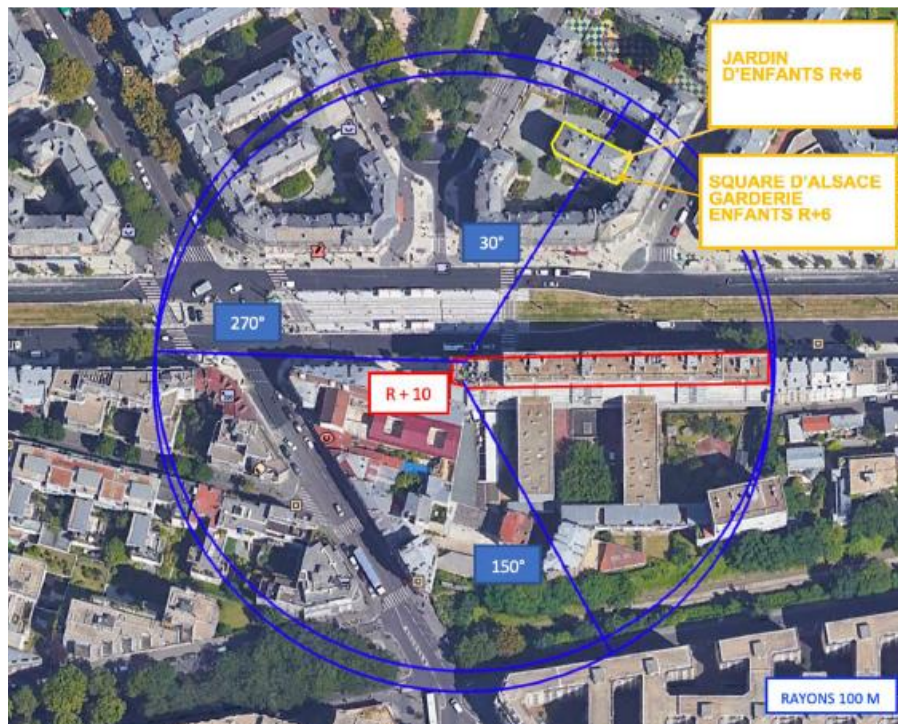 JARDIN
D'ENFANTS R+6
SQUARE D'ALSACE
GARDERIE
ENFANTS R+6
30°
270°
R + 10
150°
RAYONS 100 M